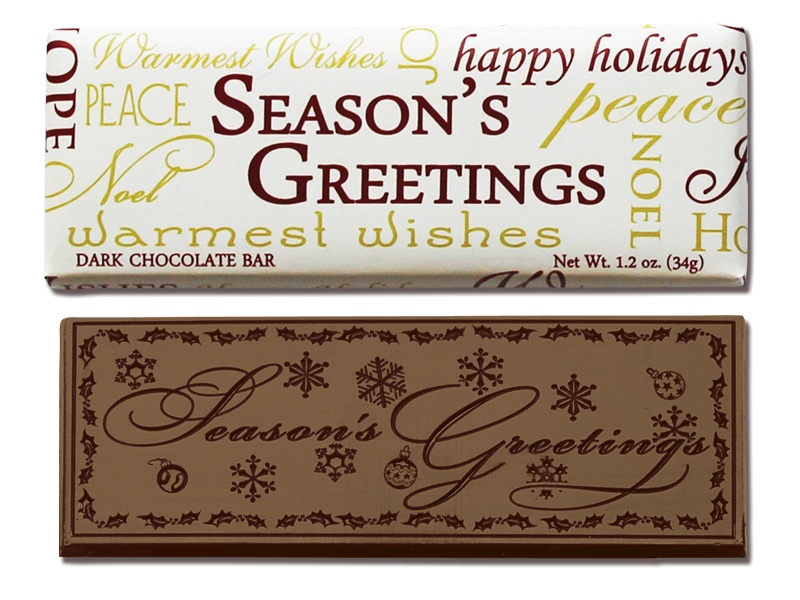 OPE
Warmest Wishes
JO
happy holidays
PEACE
SEASON'S
GREETINGS
peace
Noel
NOEL
warmest wishes
Ho
DARK CHOCOLATE BAR
Net Wt. 1.2 oz. (34g)
Season's Greetings